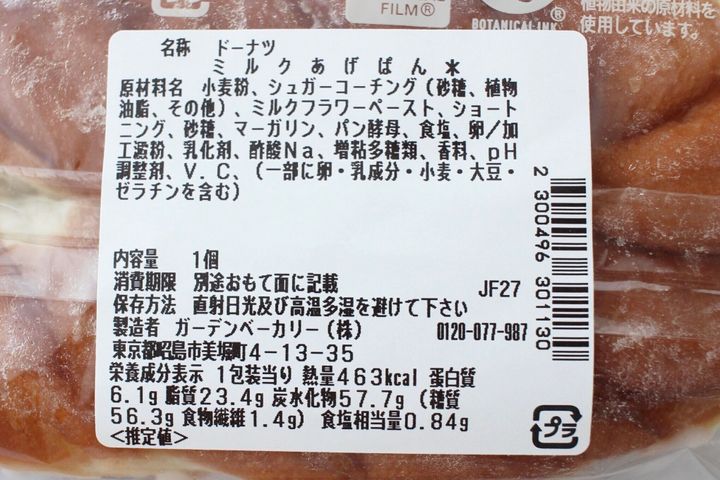 FILM®
BOTANICAL INK®
植物由来の原材料を
使用しています。
名称 ドーナツ
ミルクあげぱん米
原材料名 小麦粉、シュガーコーチング(砂糖、植物
油脂、その他)、ミルクフラワーペースト、ショート
ニング、砂糖、マーガリン、パン酵母、食塩、卵/加
工澱粉、乳化剤、酢酸Na、増粘多糖類、香料、pH
調整剤、V.C、(一部に卵・乳成分・小麦・大豆・
ゼラチンを含む)
内容量 1個
消費期限 別途おもて面に記載 JF27
保存方法 直射日光及び高温多湿を避けて下さい
製造者 ガーデンベーカリー(株) 0120-077-987
東京都昭島市美堀町4-13-35
栄養成分表示 1包装当り 熱量463kcal 蛋白質
6.1g 脂質23.4g 炭水化物57.7g (糖質
56.3g 食物繊維1.4g) 食塩相当量0.84g
<推定値>
プラ
2 300496 301130